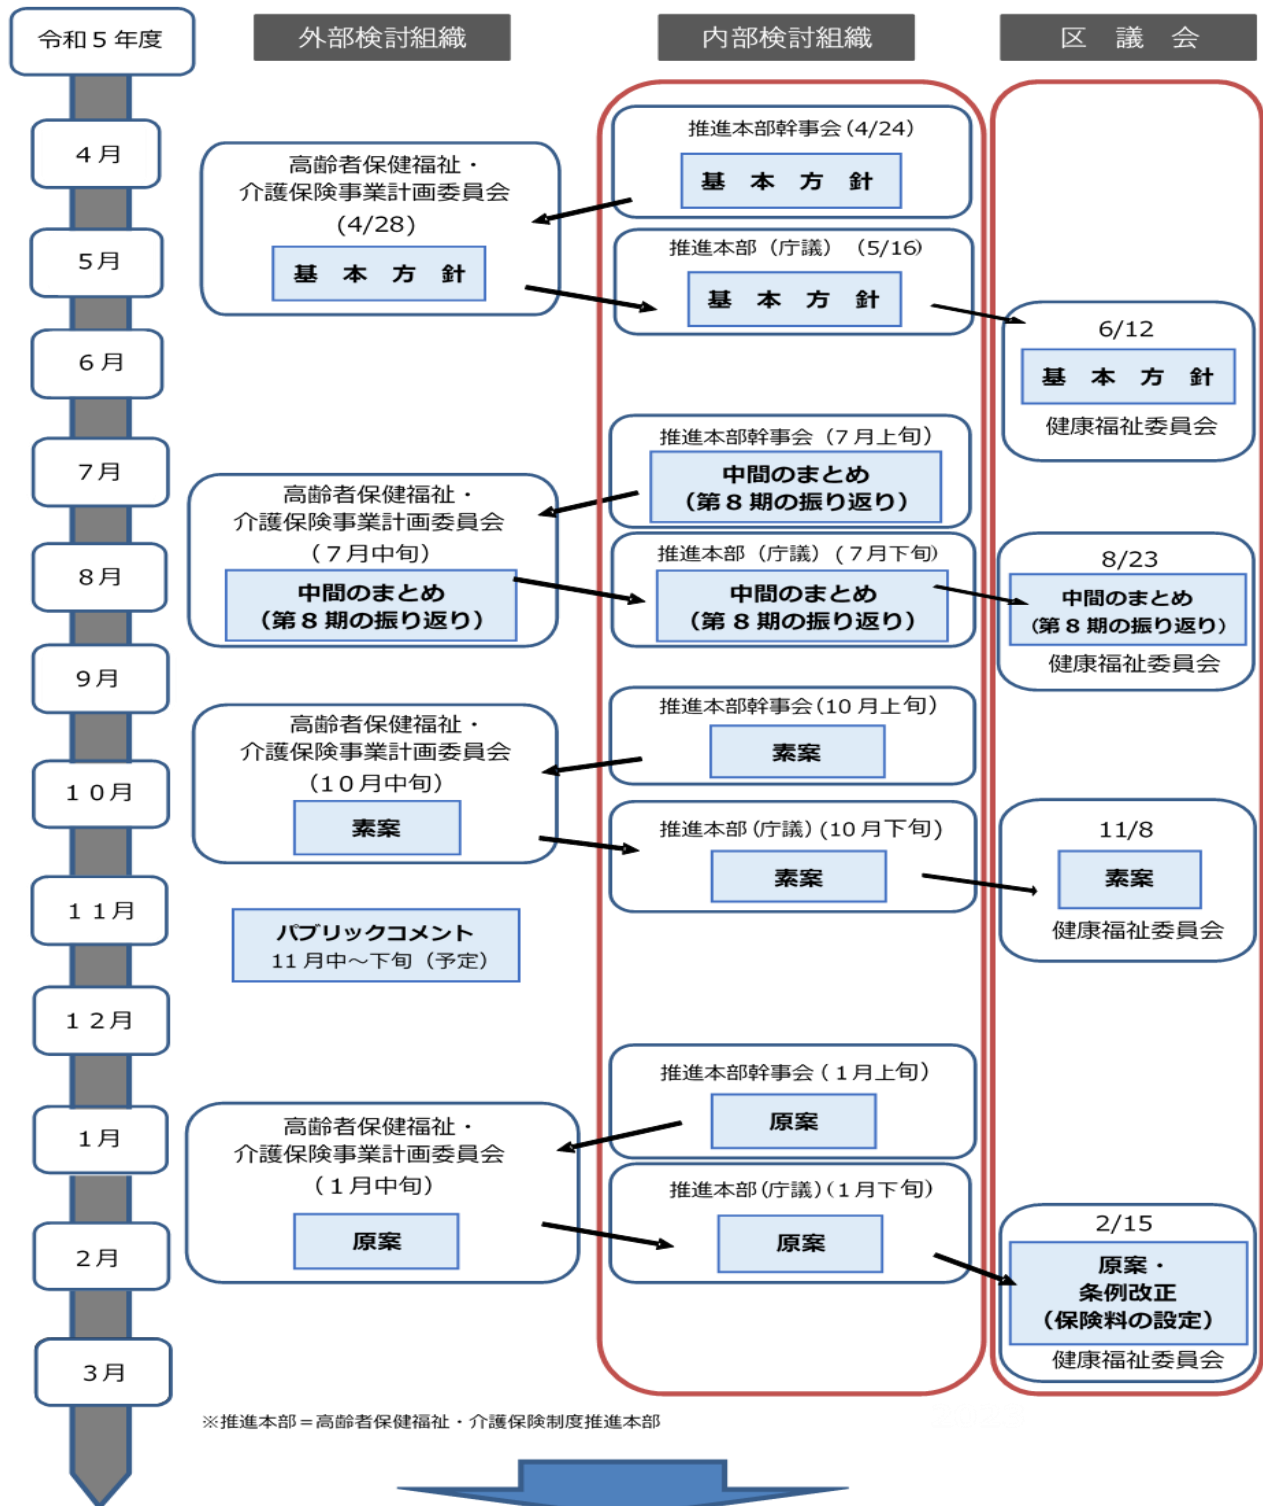 令和５年度
外部検討組織
内部検討組織
区　議　会
４月
５月
６月
７月
８月
９月
１０月
１１月
１２月
１月
２月
３月
推進本部幹事会(4/24)
基　本　方　針
高齢者保健福祉・
介護保険事業計画委員会
(4/28)
基　本　方　針
推進本部（庁議）（5/16）
基　本　方　針
6/12
基　本　方　針
健康福祉委員会
推進本部幹事会（７月上旬）
中間のまとめ
（第８期の振り返り）
高齢者保健福祉・
介護保険事業計画委員会
（７月中旬）
中間のまとめ
（第８期の振り返り）
推進本部（庁議）（７月下旬）
中間のまとめ
（第８期の振り返り）
8/23
中間のまとめ
（第８期の振り返り）
健康福祉委員会
推進本部幹事会(10月上旬)
素案
高齢者保健福祉・
介護保険事業計画委員会
(10月中旬)
素案
推進本部(庁議)(10月下旬)
素案
11/8
素案
健康福祉委員会
パブリックコメント
11月中～下旬（予定）
推進本部幹事会(１月上旬)
原案
高齢者保健福祉・
介護保険事業計画委員会
（１月中旬）
原案
推進本部(庁議)(１月下旬)
原案
2/15
原案・
条例改正
（保険料の設定）
健康福祉委員会
※推進本部＝高齢者保健福祉・介護保険制度推進本部